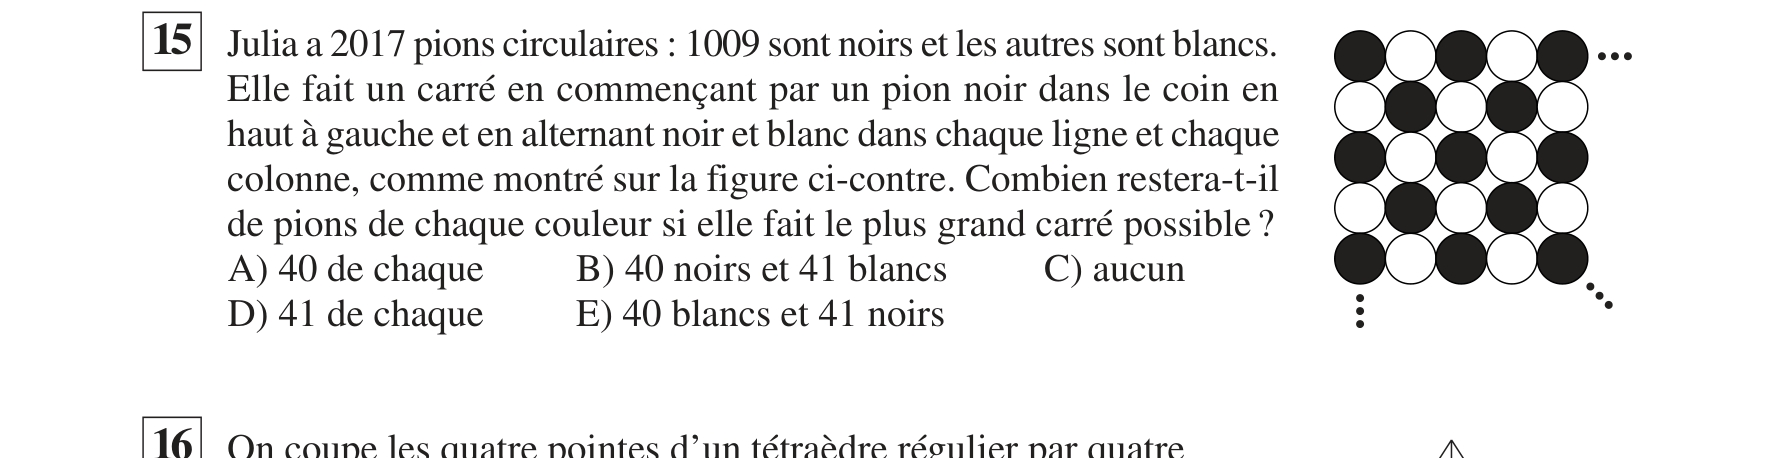 15 Julia a 2017 pions circulaires : 1009 sont noirs et les autres sont blancs.
Elle fait un carré en commençant par un pion noir dans le coin en
haut à gauche et en alternant noir et blanc dans chaque ligne et chaque
colonne, comme montré sur la figure ci-contre. Combien restera-t-il
de pions de chaque couleur si elle fait le plus grand carré possible ?
A) 40 de chaque B) 40 noirs et 41 blancs C) aucun
D) 41 de chaque E) 40 blancs et 41 noirs
16 On coupe les quatre pointes d'un tétraèdre régulier par quatre